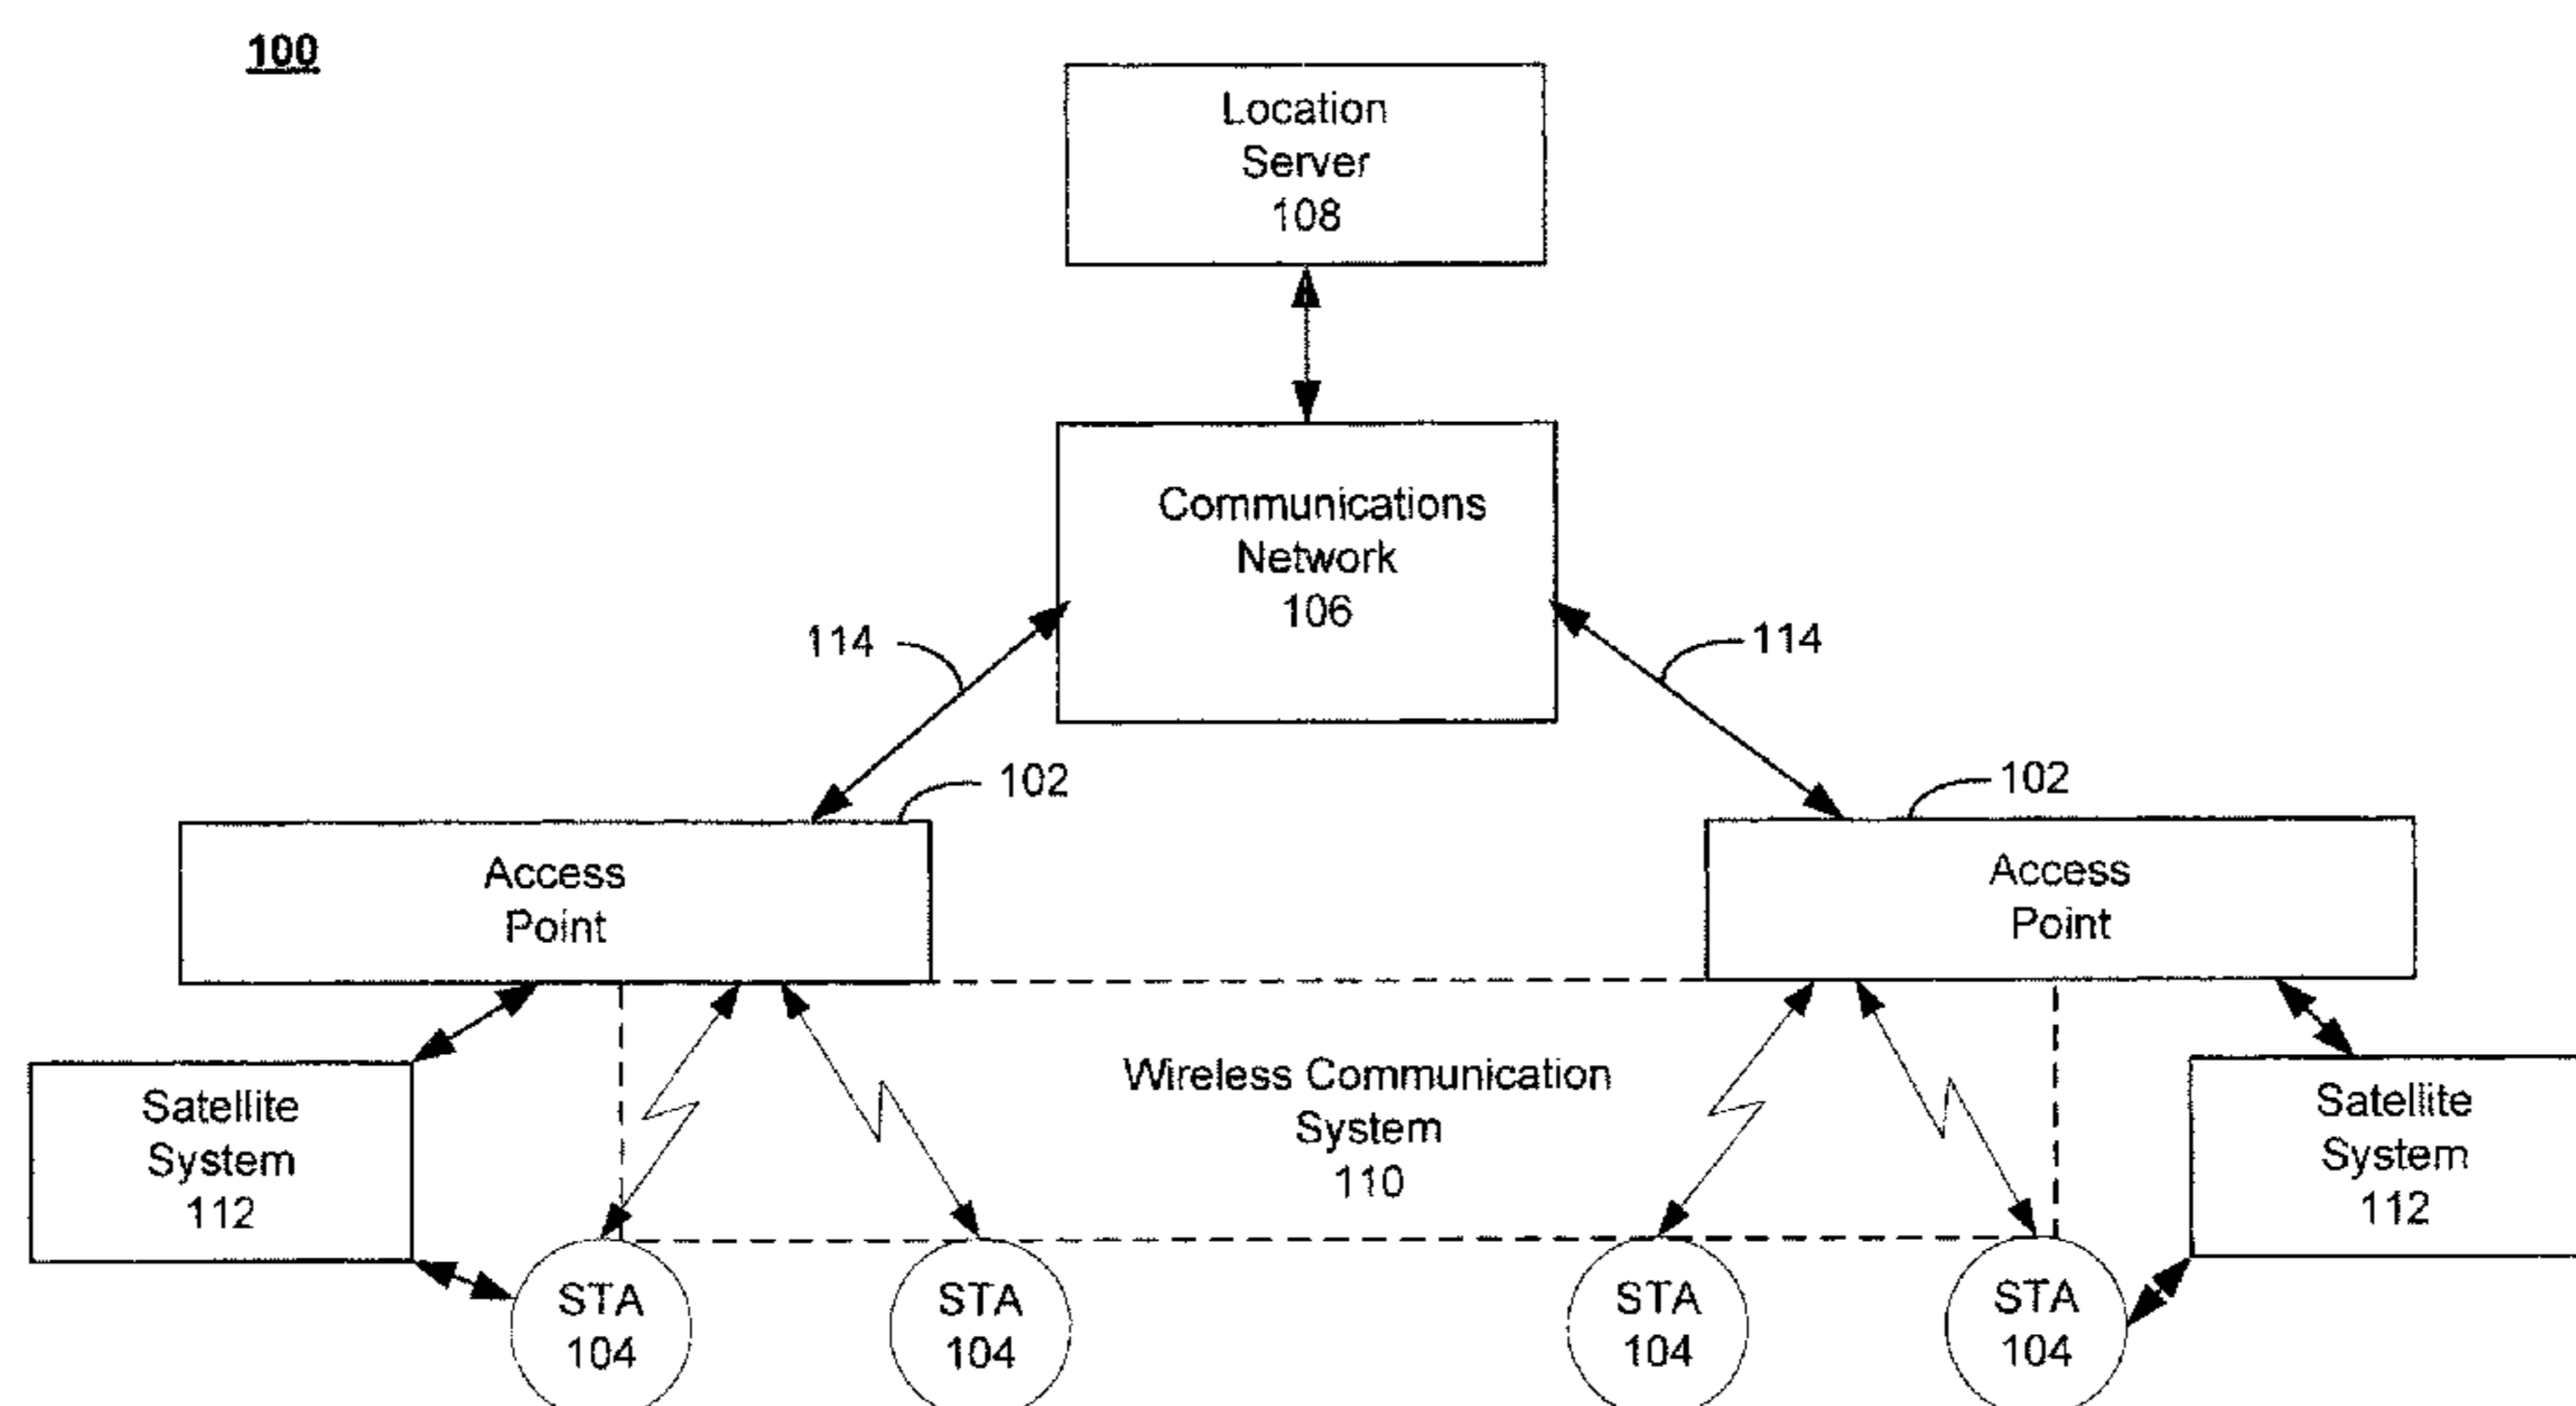 100
Location
Server
108
Communications
Network
106
114
114
102
102
Access
Point
Access
Point
Wireless Communication
System
110
Satellite
System
112
Satellite
System
112
STA
104
STA
104
STA
104
STA
104